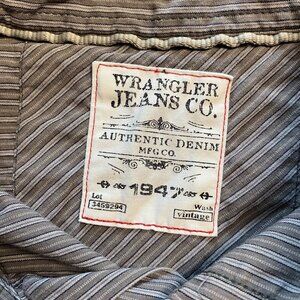 WRANGLER
JEANS CO.
AUTHENTIC DENIM
MFG CO.
1947
Lot Wash
3459294 vintage